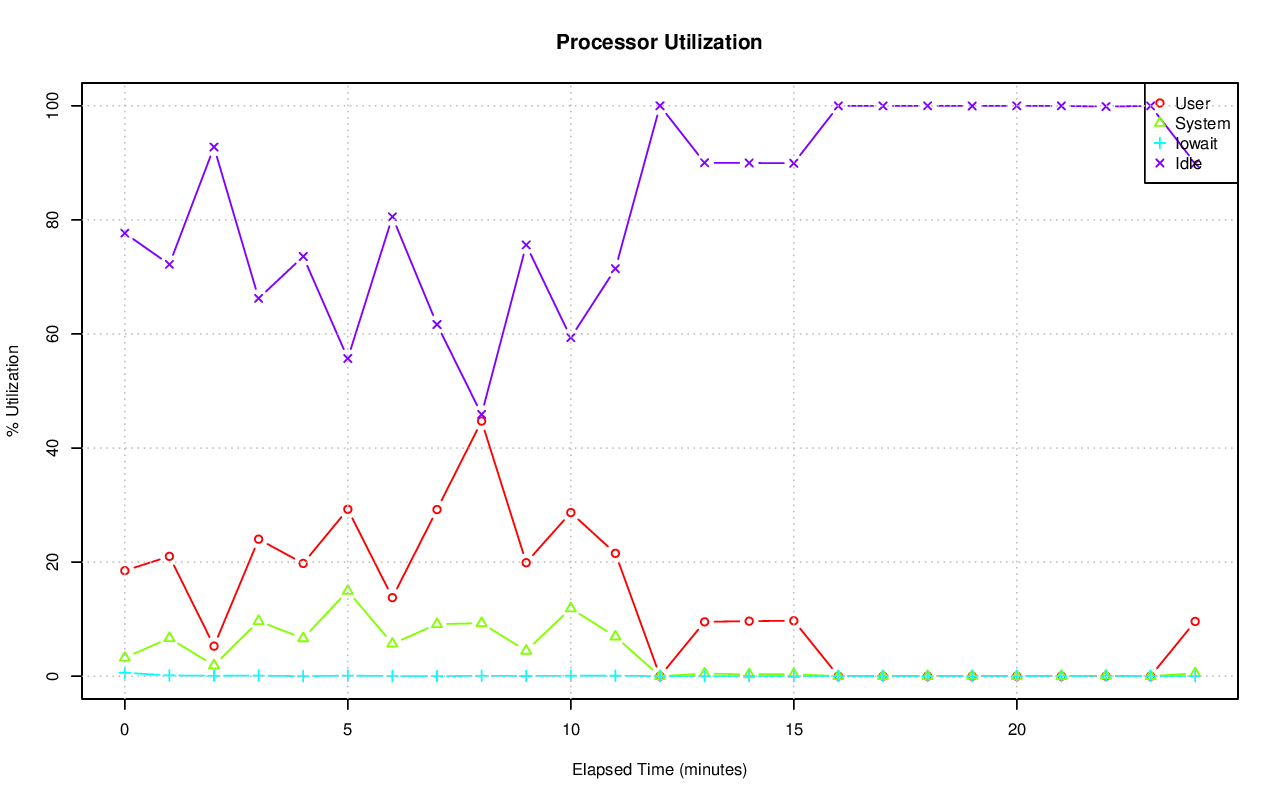 Processor Utilization
% Utilization
100
80
60
40
20
0
User
System
Iowait
Idle
0 5 10 15 20
Elapsed Time (minutes)